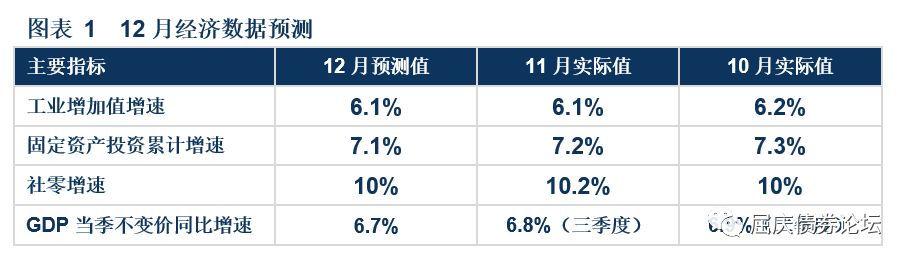 图表 1 12 月经济数据预测
主要指标 12 月预测值 11 月实际值 10 月实际值
工业增加值增速 6.1% 6.1% 6.2%
固定资产投资累计增速 7.1% 7.2% 7.3%
社零增速 10% 10.2% 10%
GDP 当季不变价同比增速 6.7% 6.8%（三季度）
屈庆债券论坛